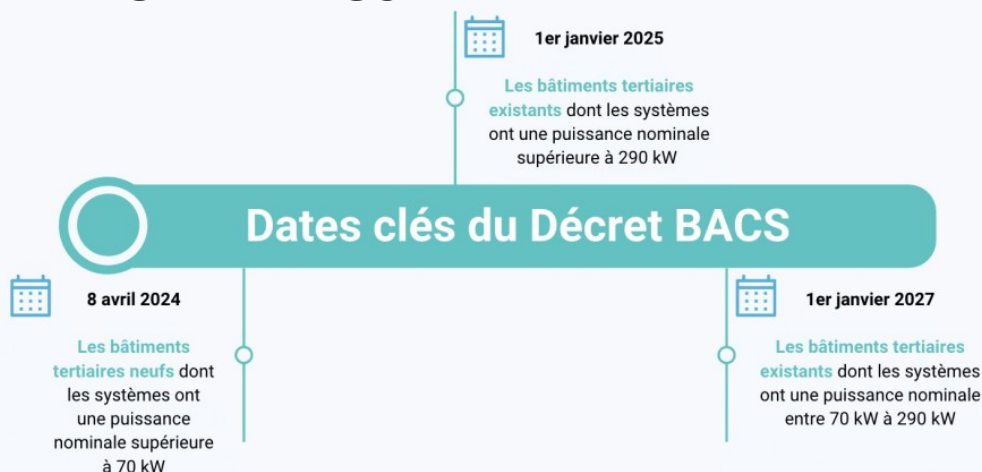 1er janvier 2025
Les bâtiments tertiaires
existants dont les systèmes
ont une puissance nominale
supérieure à 290 kW
Dates clés du Décret BACS
8 avril 2024
Les bâtiments
tertiaires neufs dont
les systèmes ont
une puissance
nominale supérieure
à 70 kW
1er janvier 2027
Les bâtiments tertiaires
existants dont les systèmes
ont une puissance nominale
entre 70 kW à 290 kW